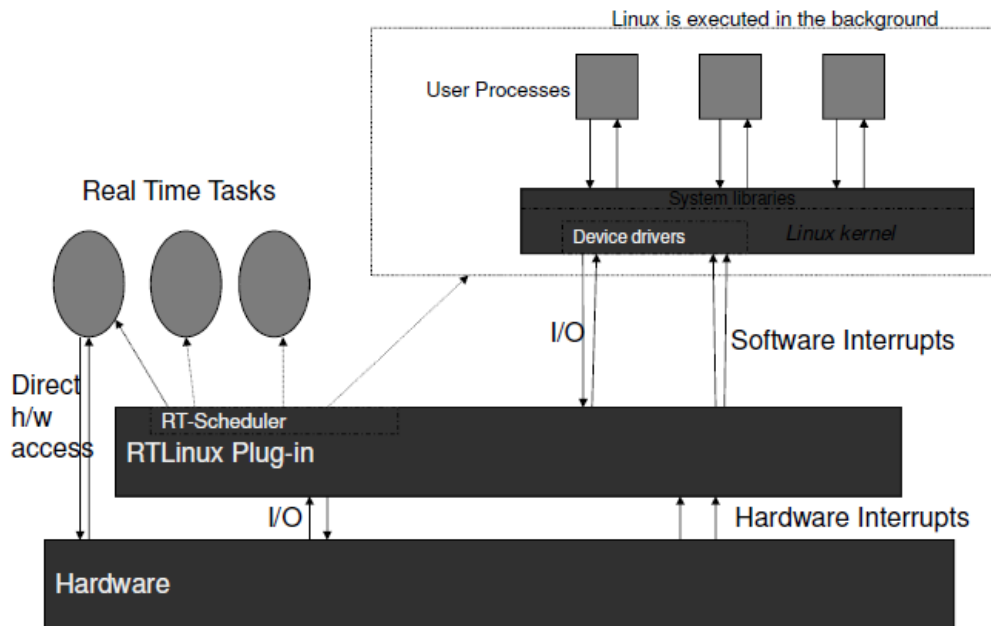 Linux is executed in the background
User Processes
System libraries
Linux kernel
Device drivers
Real Time Tasks
I/O
Software Interrupts
Direct
h/w
access
RT-Scheduler
RTLinux Plug-in
I/O
Hardware Interrupts
Hardware